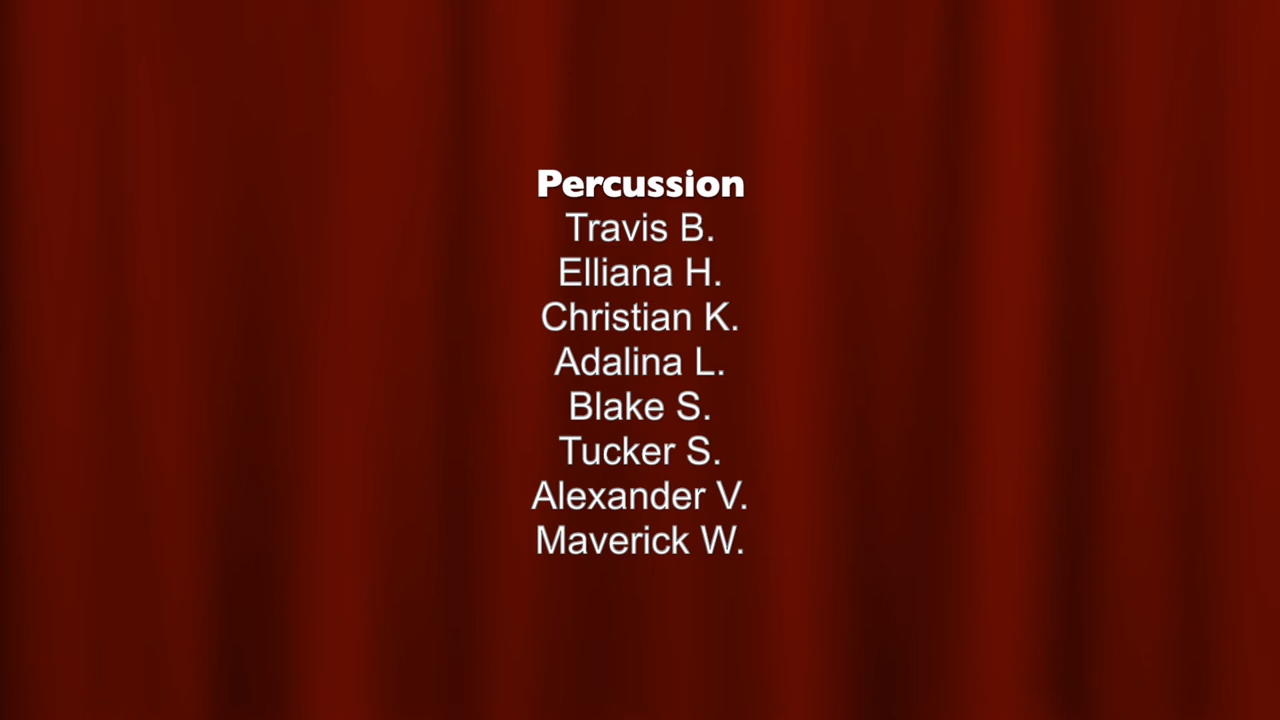 Percussion
Travis B.
Elliana H.
Christian K.
Adalina L.
Blake S.
Tucker S.
Alexander V.
Maverick W.